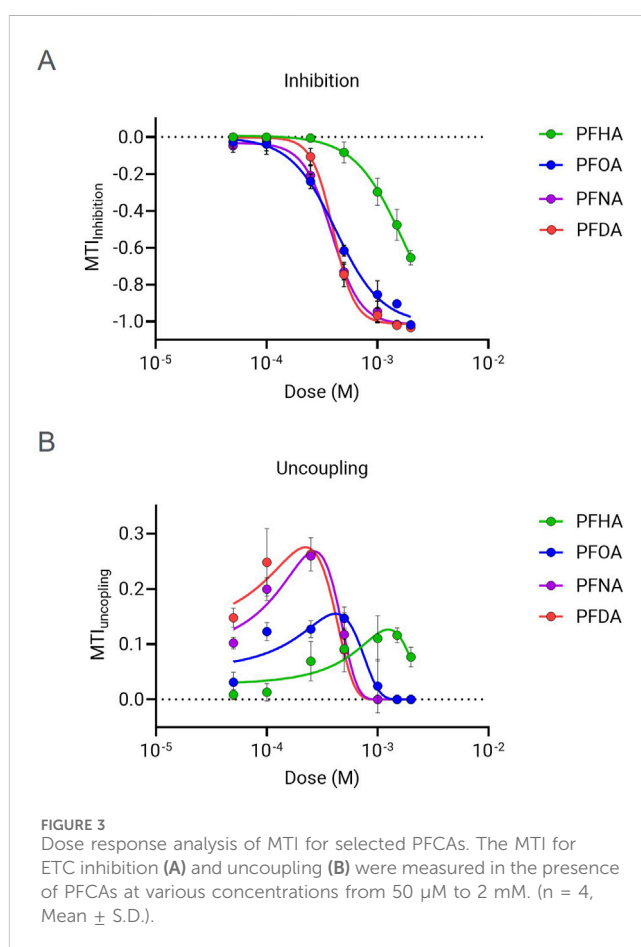 A
Inhibition
0.0
-0.2
-0.4
-0.6
-0.8
-1.0
MTI Inhibition
10-5
10-4
10-3
10-2
Dose (M)
PFHA
PFOA
PFNA
PFDA
B
Uncoupling
0.3
0.2
0.1
0.0
MTI uncoupling
10-5
10-4
10-3
10-2
Dose (M)
PFHA
PFOA
PFNA
PFDA
FIGURE 3
Dose response analysis of MTI for selected PFCAs. The MTI for
ETC inhibition (A) and uncoupling (B) were measured in the presence
of PFCAs at various concentrations from 50 µM to 2 mM. (n = 4,
Mean ± S.D.).